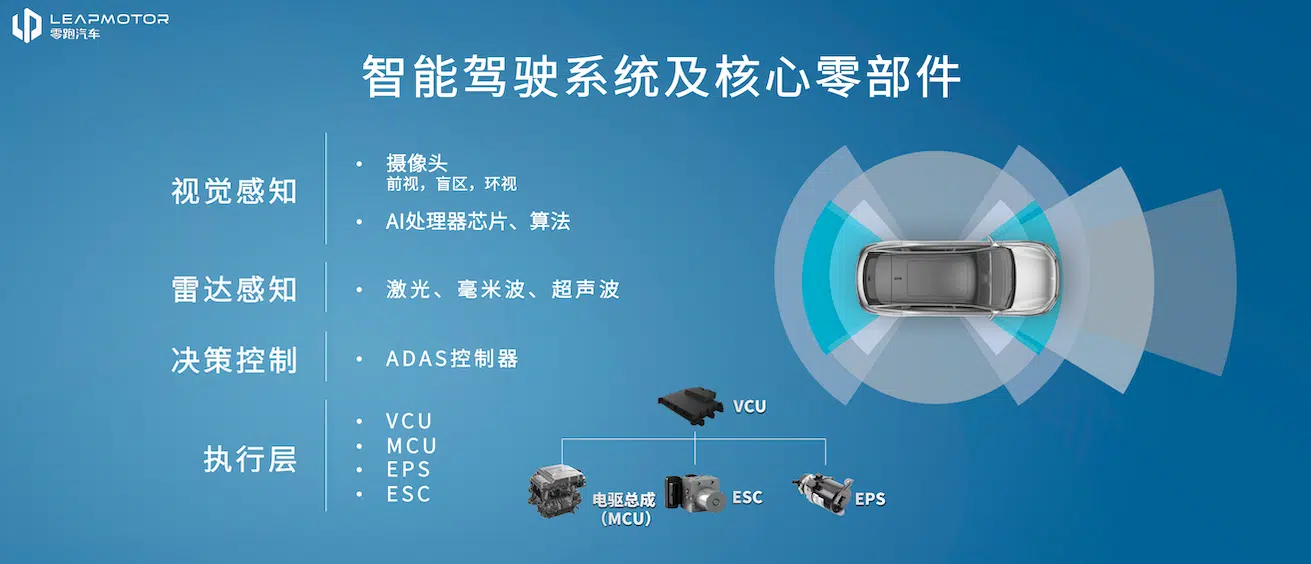 LEAPMOTOR
零跑汽车
智能驾驶系统及核心零部件
视觉感知
• 摄像头
前视，盲区，环视
• AI处理器芯片、算法
雷达感知
• 激光、毫米波、超声波
决策控制
• ADAS控制器
执行层
• VCU
• MCU
• EPS
• ESC
VCU
电驱总成
（MCU）
ESC
EPS